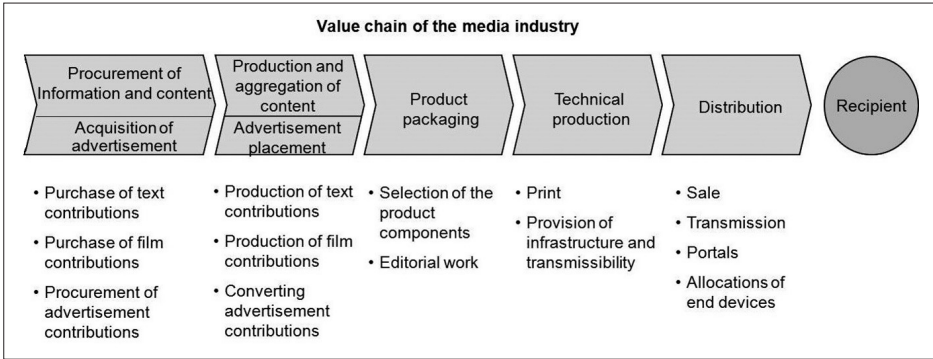 Value chain of the media industry
Procurement of
Information and content
Acquisition of
advertisement
Production and
aggregation of
content
Advertisement
placement
Product
packaging
Technical
production
Distribution
Recipient
• Purchase of text
contributions
• Purchase of film
contributions
• Procurement of
advertisement
contributions
• Production of text
contributions
• Production of film
contributions
• Converting
advertisement
contributions
• Selection of the
product
components
• Editorial work
• Print
• Provision of
infrastructure and
transmissibility
• Sale
• Transmission
• Portals
• Allocations of
end devices